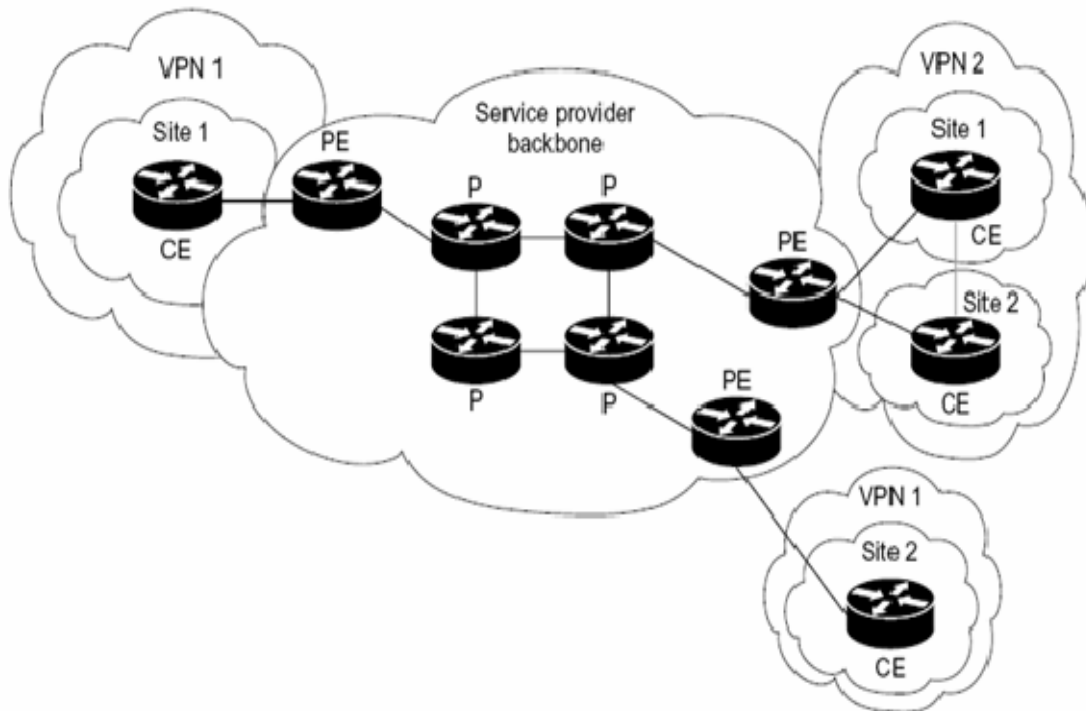 VPN 1
Site 1
CE
PE
Service provider
backbone
P
P
P
P
PE
PE
VPN 2
Site 1
CE
Site 2
CE
VPN 1
Site 2
CE